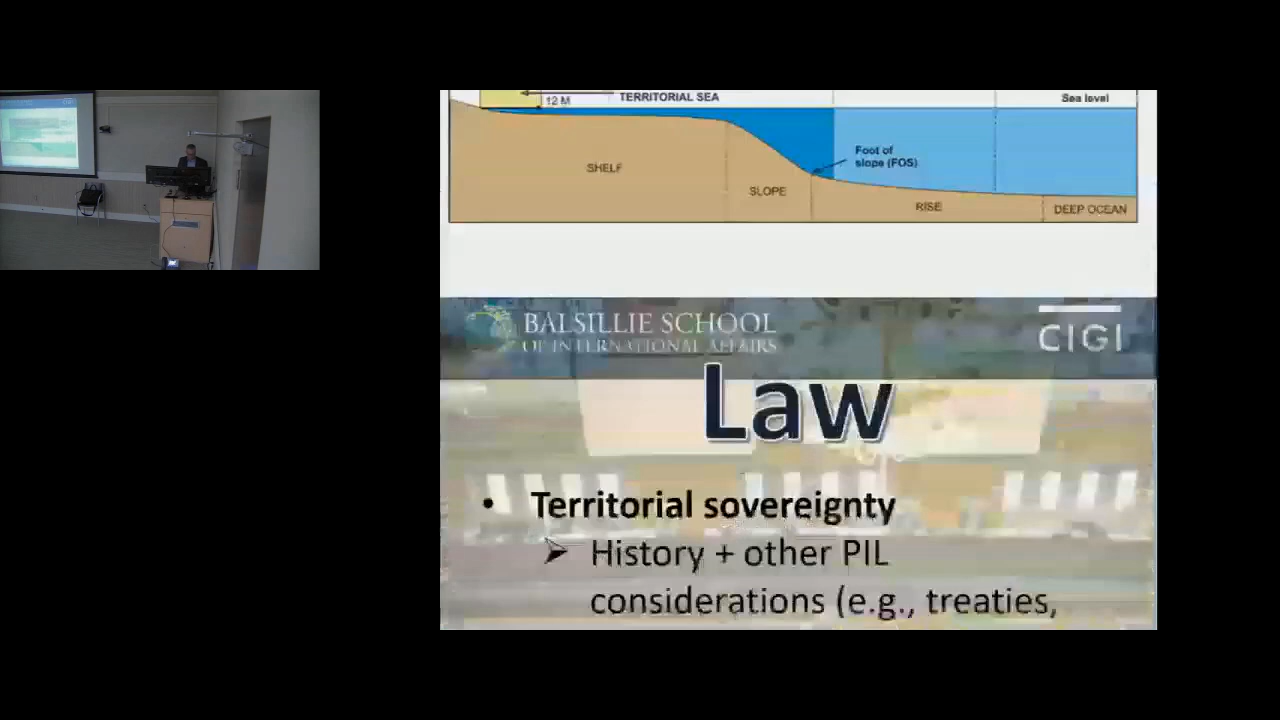 12 M
TERRITORIAL SEA
Sea level
Foot of
slope (FOS)
SHELF
SLOPE
RISE
DEEP OCEAN
BALSILLIE SCHOOL
OF INTERNATIONAL AFFAIRS
CIGI
Law
• Territorial sovereignty
➢ History + other PIL
considerations (e.g., treaties,